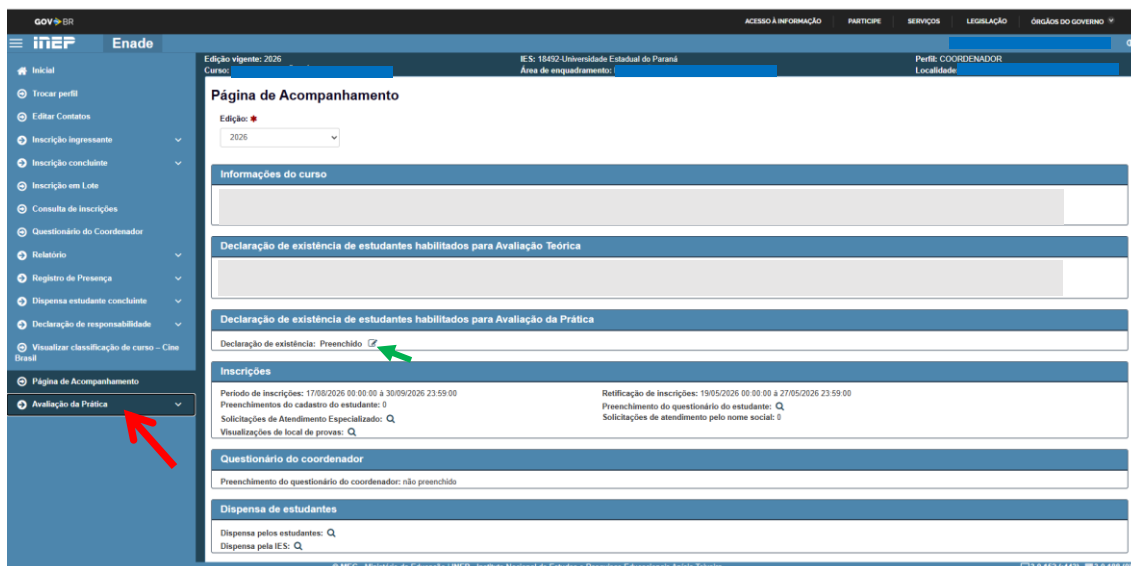 GOV BR
ACESSO À INFORMAÇÃO PARTICIPE SERVIÇOS LEGISLAÇÃO ÓRGÃOS DO GOVERNO
inep Enade
Edição vigente: 2026 IES: 18492-Universidade Estadual do Paraná Perfil: COORDENADOR
Curso: Área de enquadramento: Localidade
Inicial
Trocar perfil
Editar Contatos
Inscrição ingressante
Inscrição concluinte
Inscrição em Lote
Consulta de inscrições
Questionário do Coordenador
Relatório
Registro de Presença
Dispensa estudante concluinte
Declaração de responsabilidade
Visualizar classificação de curso – Cine
Brasil
Página de Acompanhamento
Avaliação da Prática
Página de Acompanhamento
Edição: *
2026
Informações do curso
Declaração de existência de estudantes habilitados para Avaliação Teórica
Declaração de existência de estudantes habilitados para Avaliação da Prática
Declaração de existência: Preenchido
Inscrições
Período de inscrições: 17/08/2026 00:00:00 à 30/09/2026 23:59:00 Retificação de inscrições: 19/05/2026 00:00:00 à 27/05/2026 23:59:00
Preenchimentos do cadastro do estudante: 0 Preenchimento do questionário do estudante:
Solicitações de Atendimento Especializado: Solicitações de atendimento pelo nome social: 0
Visualizações de local de provas:
Questionário do coordenador
Preenchimento do questionário do coordenador: não preenchido
Dispensa de estudantes
Dispensa pelos estudantes:
Dispensa pela IES: